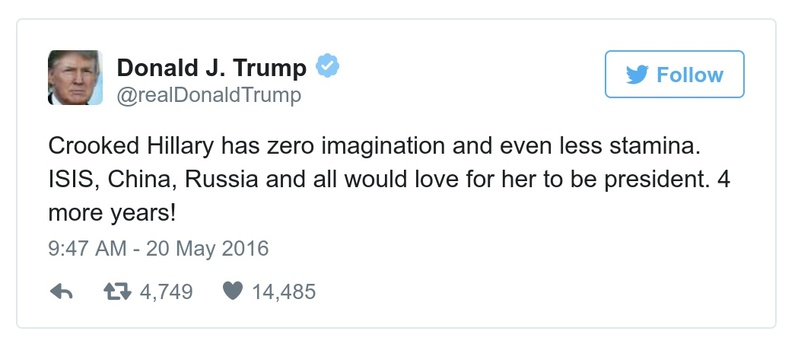 Donald J. Trump
@realDonaldTrump
Follow
Crooked Hillary has zero imagination and even less stamina.
ISIS, China, Russia and all would love for her to be president. 4
more years!
9:47 AM - 20 May 2016
4,749 14,485